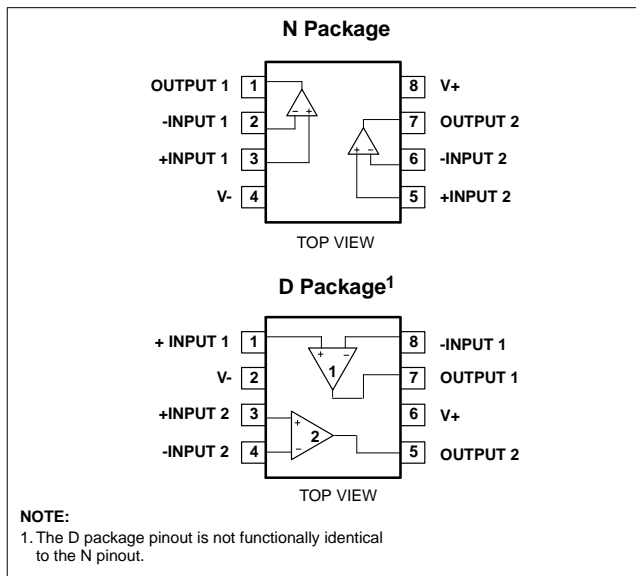 N Package
OUTPUT 1 1 8 V+
-INPUT 1 2 7 OUTPUT 2
+INPUT 1 3 6 -INPUT 2
V- 4 5 +INPUT 2
− +
+ −
TOP VIEW
D Package1
+ INPUT 1 1 8 -INPUT 1
+ −
1
V- 2 7 OUTPUT 1
+INPUT 2 3 6 V+
+
2
−
-INPUT 2 4 5 OUTPUT 2
TOP VIEW
NOTE:
1. The D package pinout is not functionally identical
to the N pinout.